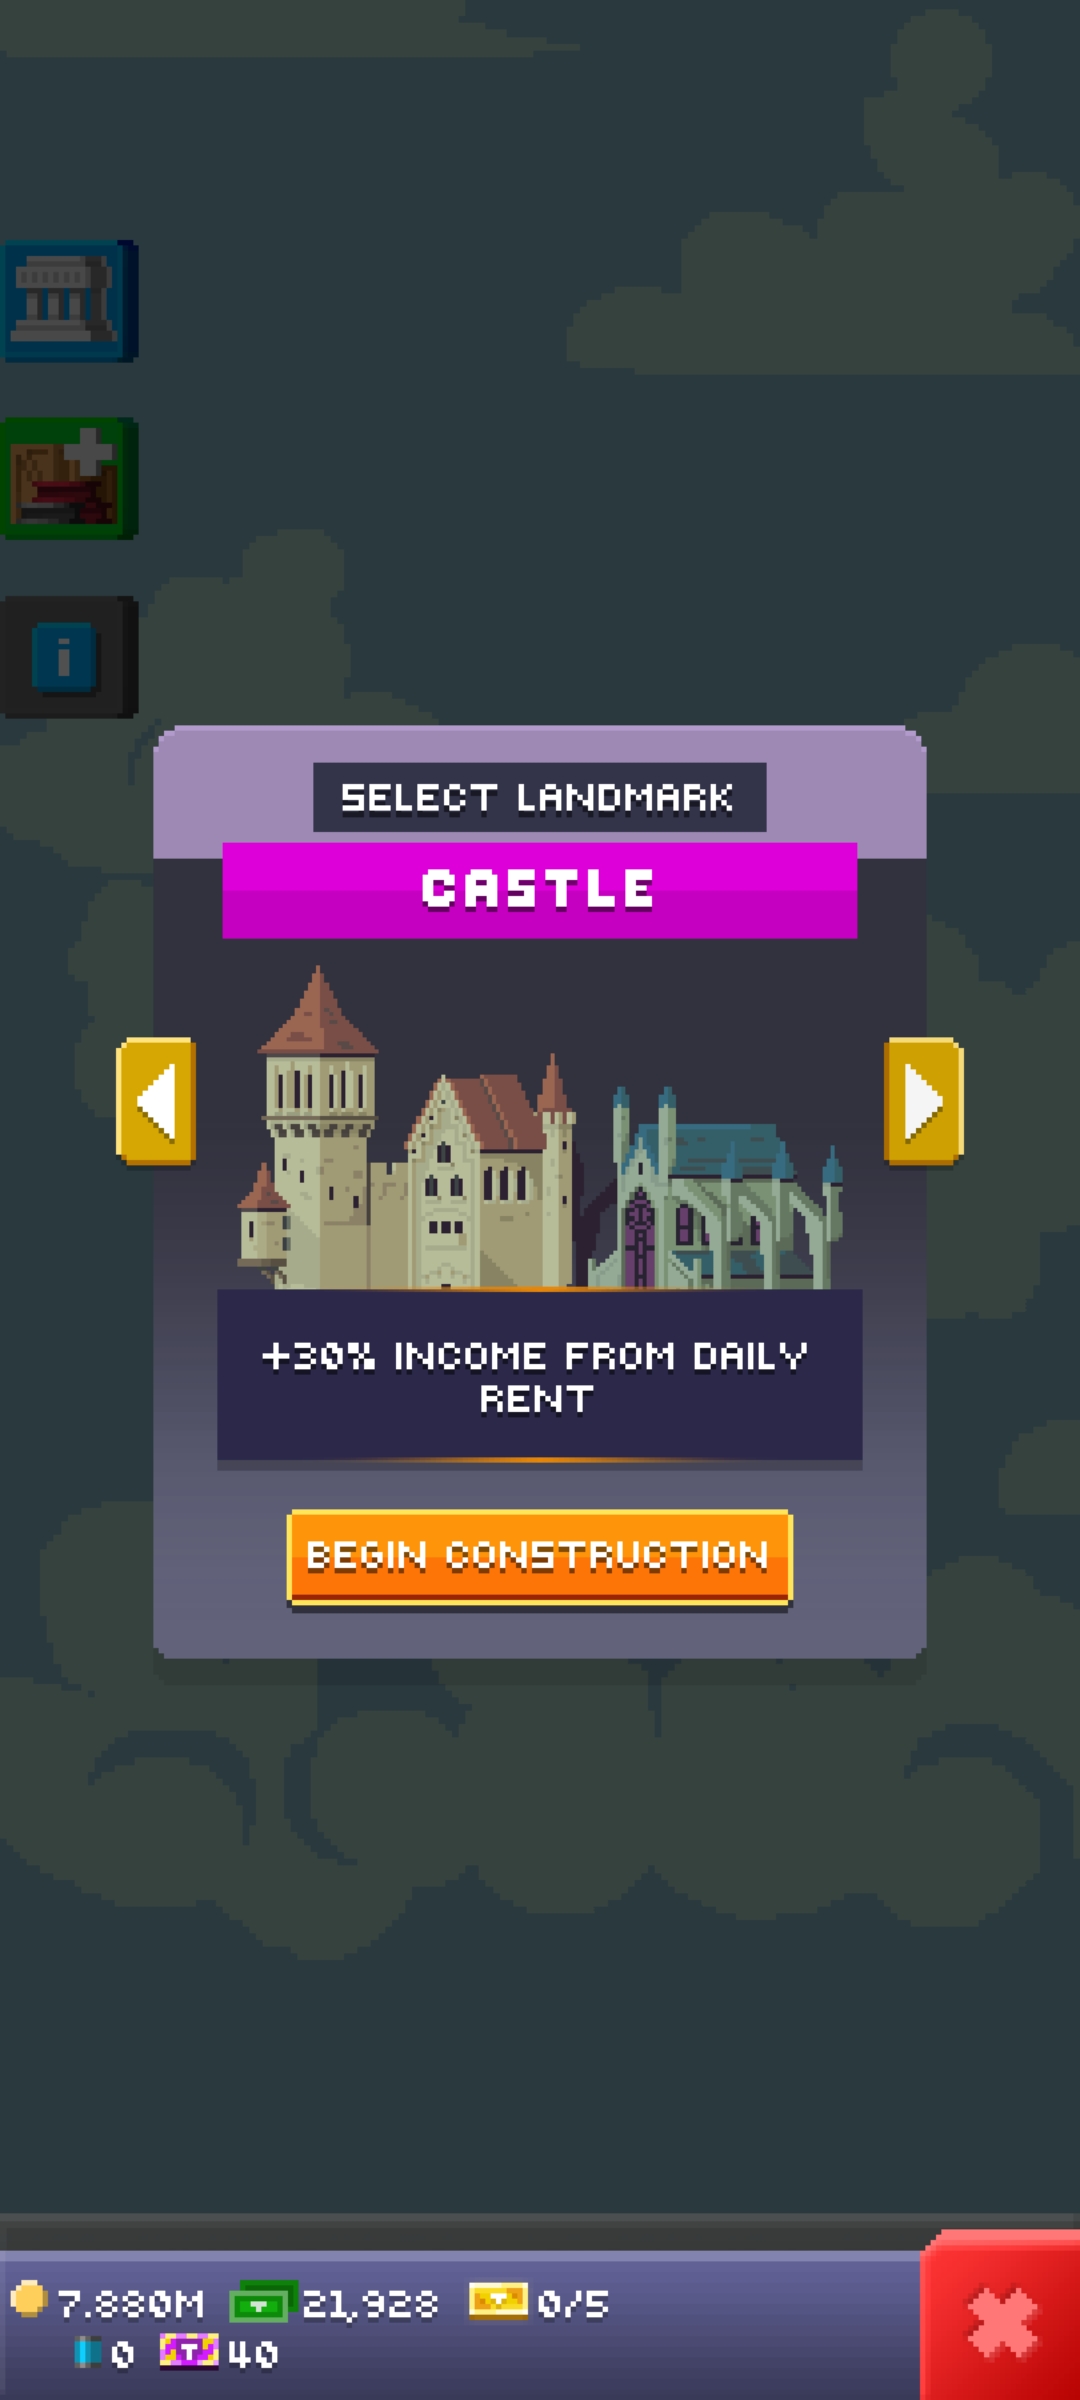 SELECT LANDMARK
CASTLE
+30% INCOME FROM DAILY
RENT
BEGIN CONSTRUCTION
7.880M 21,928 0/5
0 40